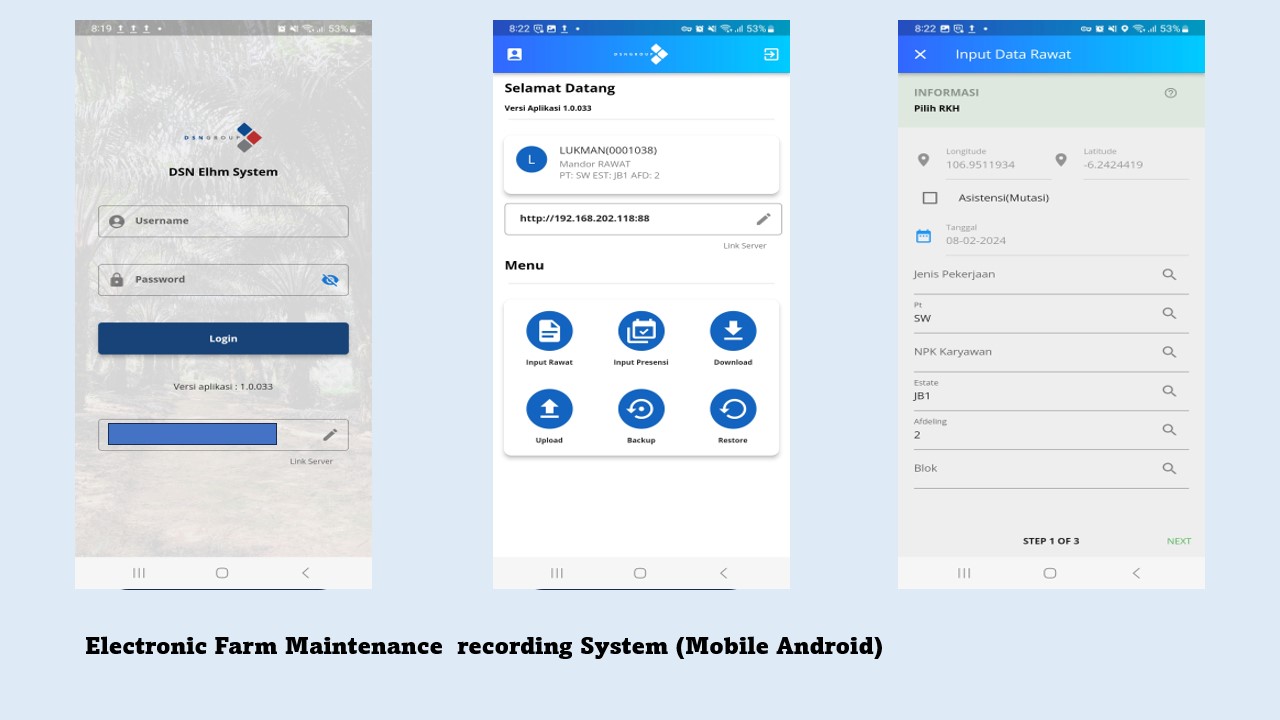 8:19
53%
DSNGROUP
DSN Elhm System
Username
Password
Login
Versi aplikasi : 1.0.033
Link Server
8:22
53%
DSNGROUP
Selamat Datang
Versi Aplikasi 1.0.033
L
LUKMAN(0001038)
Mandor RAWAT
PT: SW EST: JB1 AFD: 2
http://192.168.202.118:88
Link Server
Menu
Input Rawat
Input Presensi
Download
Upload
Backup
Restore
8:22
53%
Input Data Rawat
INFORMASI
Pilih RKH
Longitude
106.9511934
Latitude
-6.2424419
Asistensi(Mutasi)
Tanggal
08-02-2024
Jenis Pekerjaan
Pt
SW
NPK Karyawan
Estate
JB1
Afdeling
2
Blok
STEP 1 OF 3
NEXT
Electronic Farm Maintenance  recording System (Mobile Android)